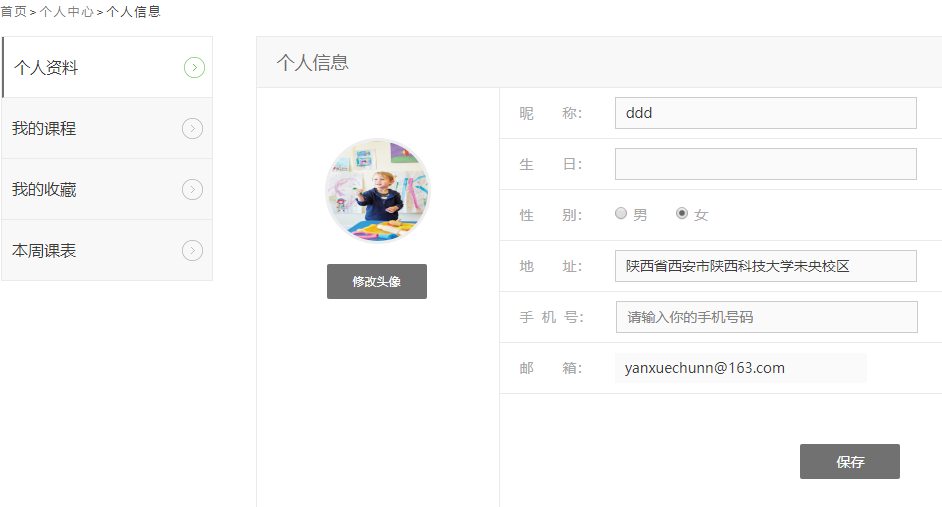 首页 > 个人中心 > 个人信息
个人资料
我的课程
我的收藏
本周课表
个人信息
修改头像
昵 称: ddd
生 日:
性 别: 男 女
地 址: 陕西省西安市陕西科技大学未央校区
手 机 号: 请输入你的手机号码
邮 箱: yanxuechunn@163.com
保存